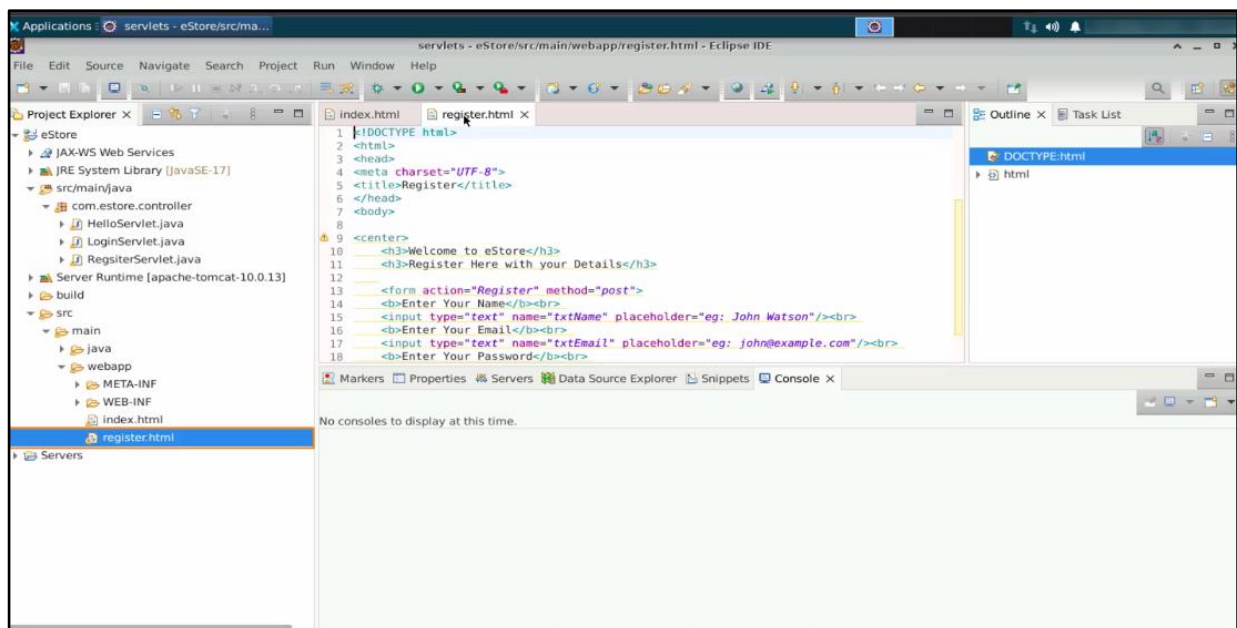 Applications : servlets - eStore/src/ma...
servlets - eStore/src/main/webapp/register.html - Eclipse IDE
File Edit Source Navigate Search Project Run Window Help
Project Explorer
eStore
JAX-WS Web Services
JRE System Library [JavaSE-17]
src/main/java
com.estore.controller
HelloServlet.java
LoginServlet.java
RegsiterServlet.java
Server Runtime [apache-tomcat-10.0.13]
build
src
main
java
webapp
META-INF
WEB-INF
index.html
register.html
Servers
index.html register.html
1 <!DOCTYPE html>
2 <html>
3 <head>
4 <meta charset="UTF-8">
5 <title>Register</title>
6 </head>
7 <body>
8
9 <center>
10 <h3>Welcome to eStore</h3>
11 <h3>Register Here with your Details</h3>
12
13 <form action="Register" method="post">
14 <b>Enter Your Name</b><br>
15 <input type="text" name="txtName" placeholder="eg: John Watson"/><br>
16 <b>Enter Your Email</b><br>
17 <input type="text" name="txtEmail" placeholder="eg: john@example.com"/><br>
18 <b>Enter Your Password</b><br>
Outline Task List
DOCTYPE:html
html
Markers Properties Servers Data Source Explorer Snippets Console
No consoles to display at this time.